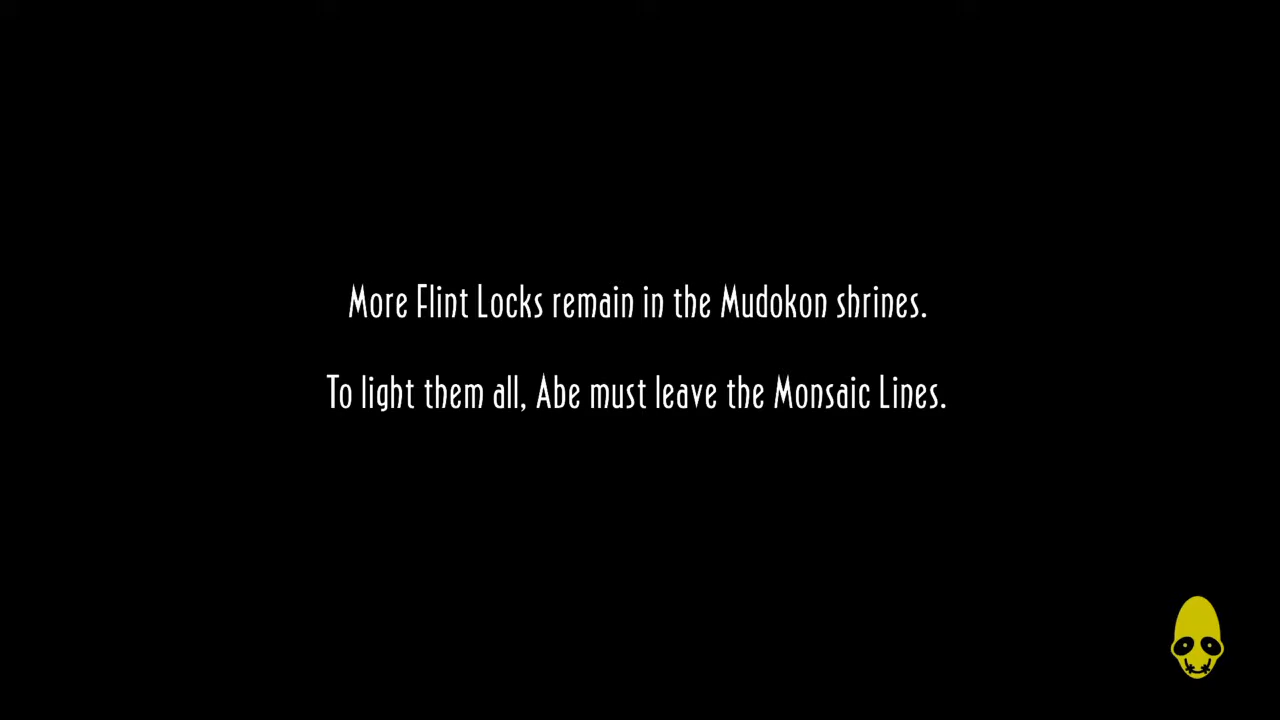 More Flint Locks remain in the Mudokon shrines.
To light them all, Abe must leave the Monsaic Lines.